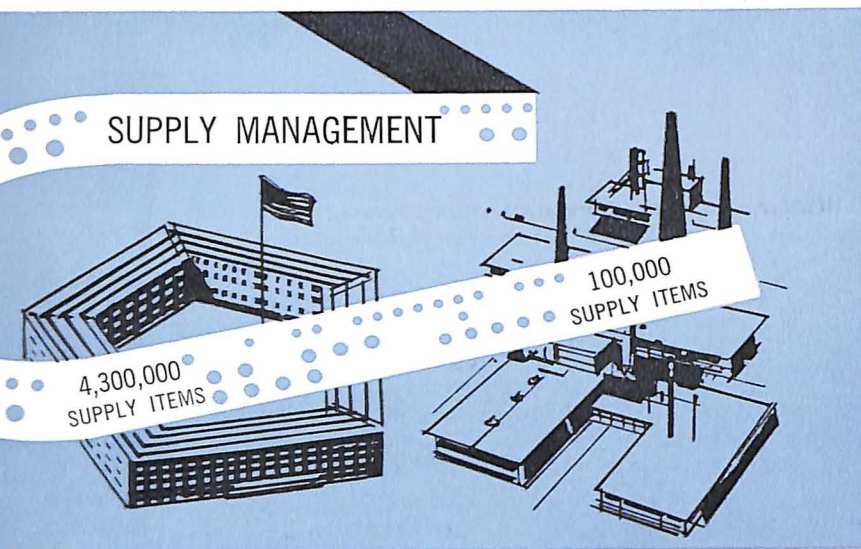 SUPPLY MANAGEMENT
4,300,000
SUPPLY ITEMS
100,000
SUPPLY ITEMS